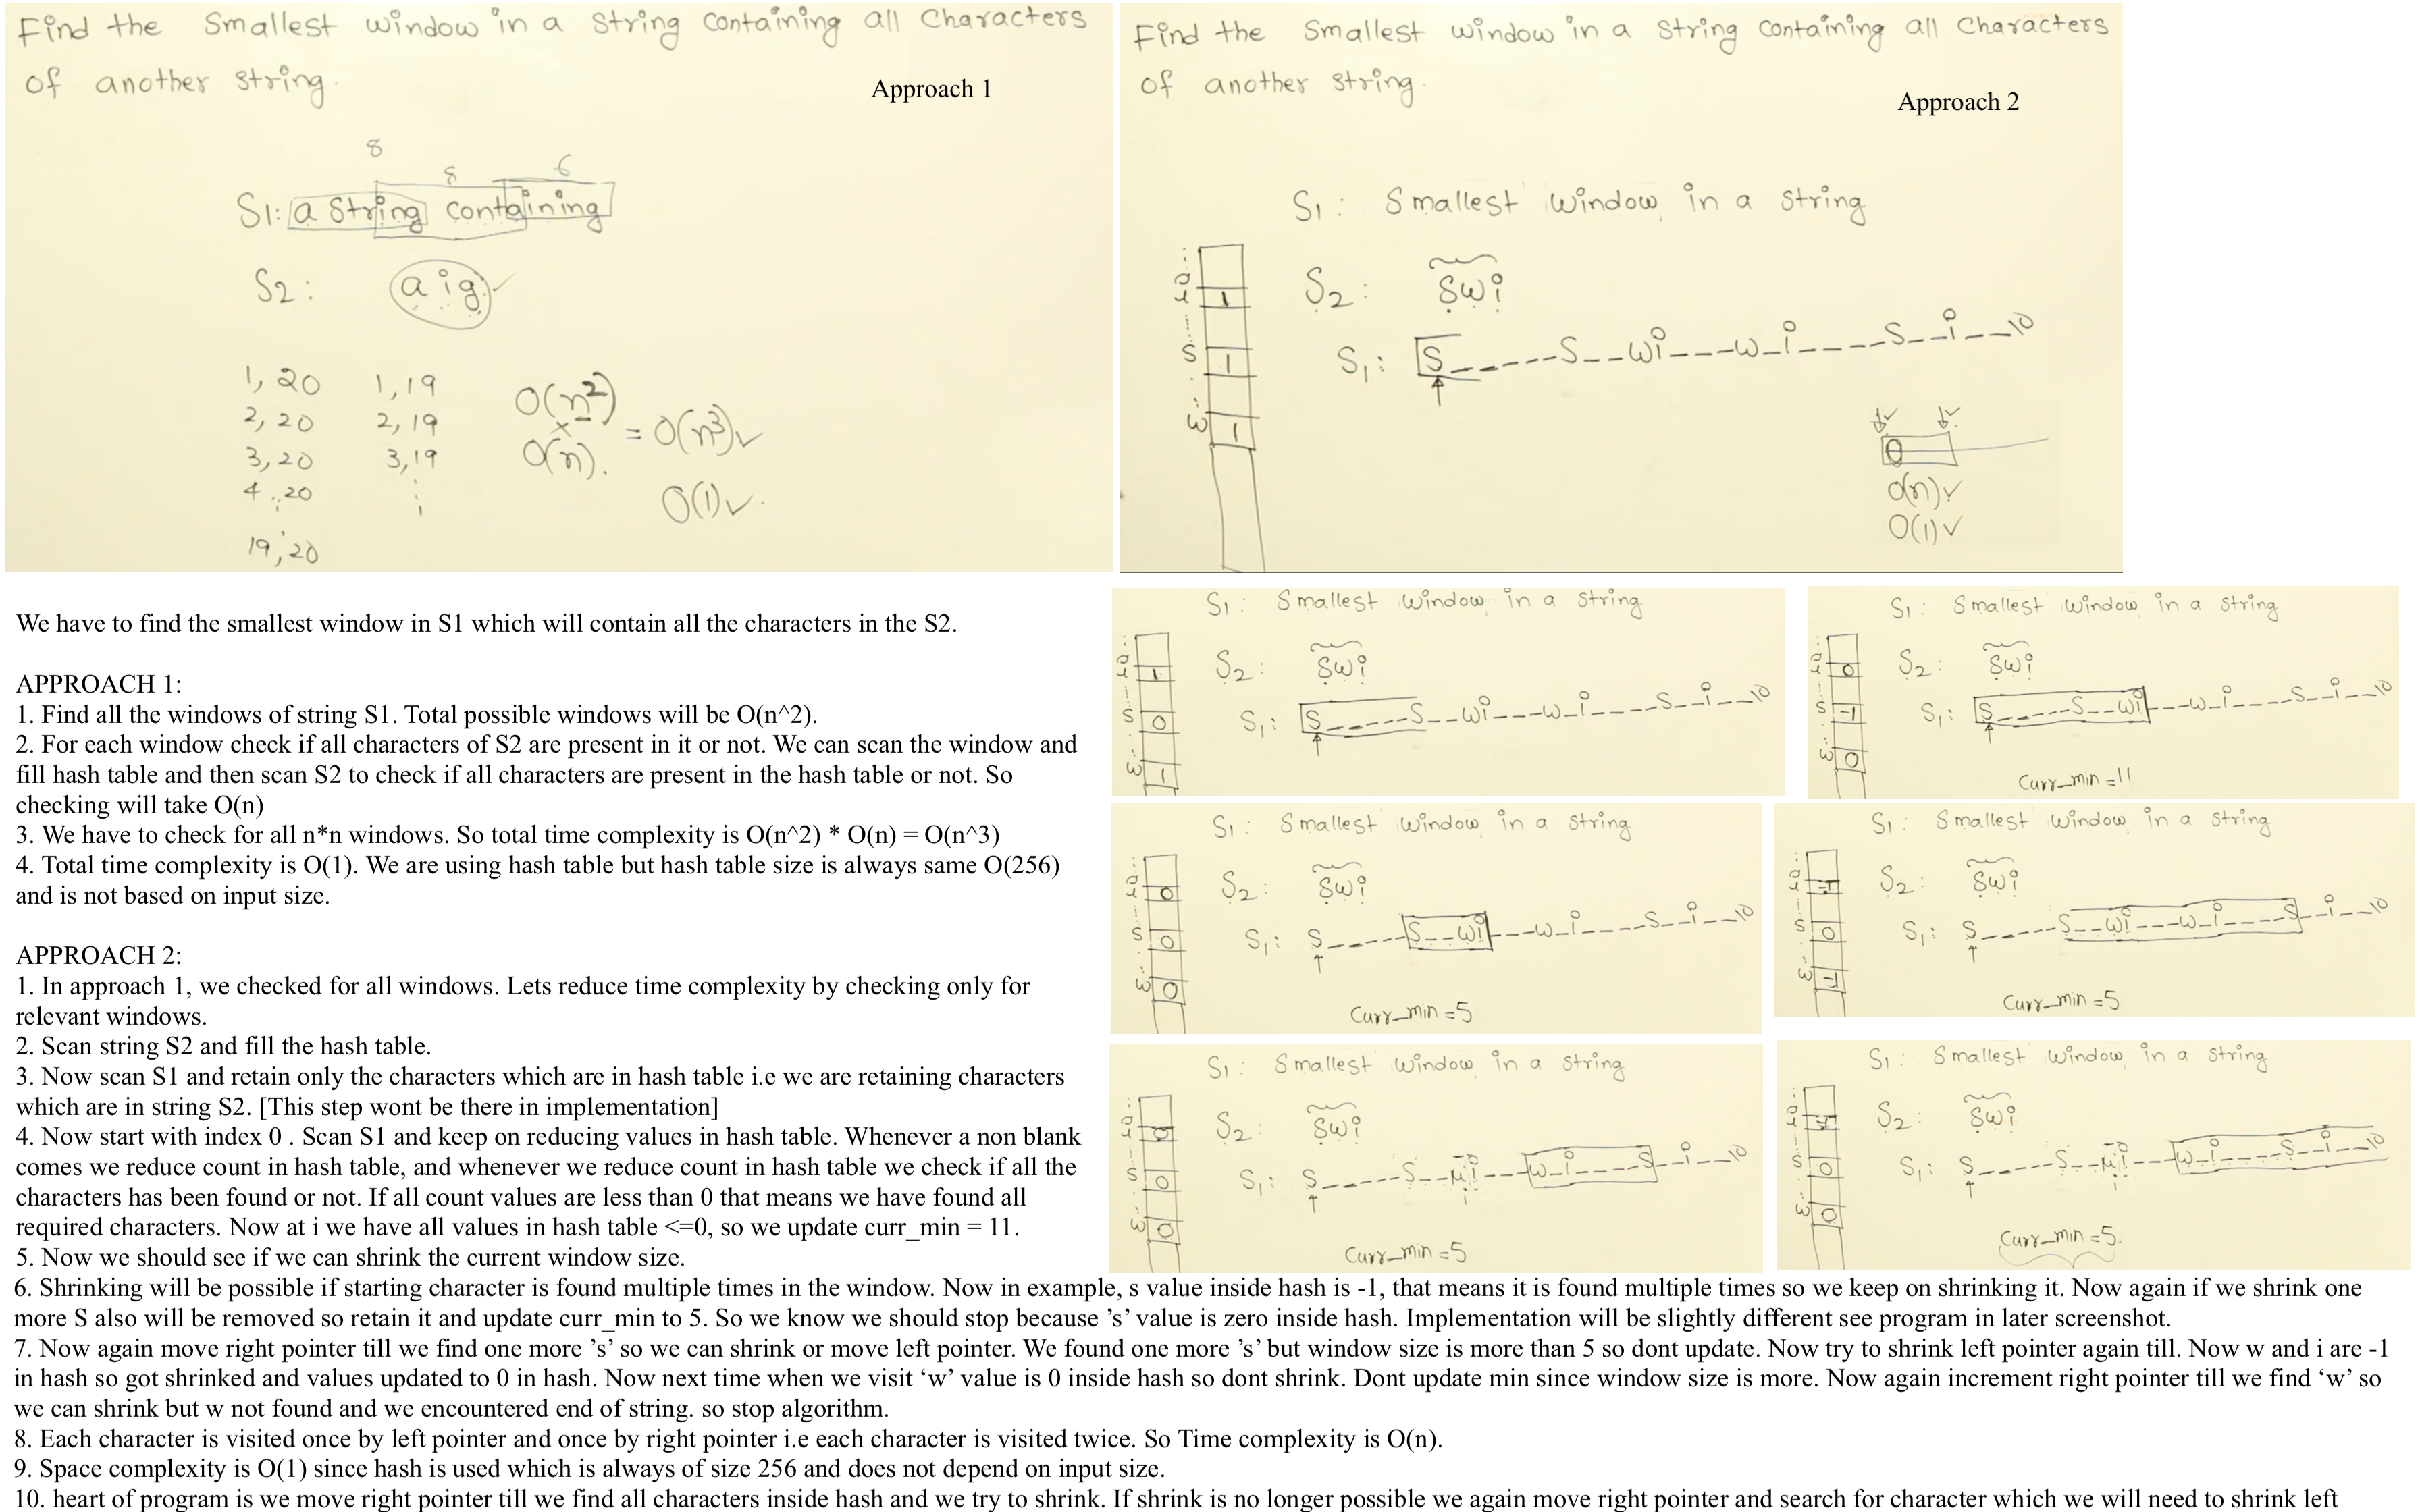 Find the Smallest window in a string containing all Characters
of another string.
Approach 1
8
8
6
S1: a string containing
S2: aig
1, 20 1, 19
2, 20 2, 19
3, 20 3, 19
4, 20
19, 20
O(n²)
×
O(n).
= O(n³)
O(1)
Find the Smallest window in a string containing all Characters
of another string.
Approach 2
S1: Smallest window in a string
S2: swi
S1: S------S--wi---w-i----S--i--10
a
i 1
s 1
w 1
O(n)
O(1)
We have to find the smallest window in S1 which will contain all the characters in the S2.
APPROACH 1:
1. Find all the windows of string S1. Total possible windows will be O(n^2).
2. For each window check if all characters of S2 are present in it or not. We can scan the window and
fill hash table and then scan S2 to check if all characters are present in the hash table or not. So
checking will take O(n)
3. We have to check for all n*n windows. So total time complexity is O(n^2) * O(n) = O(n^3)
4. Total time complexity is O(1). We are using hash table but hash table size is always same O(256)
and is not based on input size.
APPROACH 2:
1. In approach 1, we checked for all windows. Lets reduce time complexity by checking only for
relevant windows.
2. Scan string S2 and fill the hash table.
3. Now scan S1 and retain only the characters which are in hash table i.e we are retaining characters
which are in string S2. [This step wont be there in implementation]
4. Now start with index 0 . Scan S1 and keep on reducing values in hash table. Whenever a non blank
comes we reduce count in hash table, and whenever we reduce count in hash table we check if all the
characters has been found or not. If all count values are less than 0 that means we have found all
required characters. Now at i we have all values in hash table <=0, so we update curr_min = 11.
5. Now we should see if we can shrink the current window size.
S1: Smallest window in a string
S2: swi
S1: S-----S--wi---w-i----S--i--10
a
i 1
s 0
w 1
S1: Smallest window in a string
S2: swi
S1: S-----S--wi---w-i----S--i--10
a
i 0
s -1
w 0
Curr_min =11
S1: Smallest window in a string
S2: swi
S1: S-----S--wi---w-i----S--i--10
a
i 0
s 0
w 0
Curr_min =5
S1: Smallest window in a string
S2: swi
S1: S-----S--wi---w-i----S--i--10
a
i -1
s 0
w -1
Curr_min =5
S1: Smallest window in a string
S2: swi
S1: S-----S--wi---w-i----S--i--10
a
i 0
s 0
w 0
Curr_min =5
S1: Smallest window in a string
S2: swi
S1: S-----S--wi---w-i----S--i--10
a
i -1
s 0
w 0
Curr_min =5.
6. Shrinking will be possible if starting character is found multiple times in the window. Now in example, s value inside hash is -1, that means it is found multiple times so we keep on shrinking it. Now again if we shrink one
more S also will be removed so retain it and update curr_min to 5. So we know we should stop because ’s’ value is zero inside hash. Implementation will be slightly different see program in later screenshot.
7. Now again move right pointer till we find one more ’s’ so we can shrink or move left pointer. We found one more ’s’ but window size is more than 5 so dont update. Now try to shrink left pointer again till. Now w and i are -1
in hash so got shrinked and values updated to 0 in hash. Now next time when we visit ‘w’ value is 0 inside hash so dont shrink. Dont update min since window size is more. Now again increment right pointer till we find ‘w’ so
we can shrink but w not found and we encountered end of string. so stop algorithm.
8. Each character is visited once by left pointer and once by right pointer i.e each character is visited twice. So Time complexity is O(n).
9. Space complexity is O(1) since hash is used which is always of size 256 and does not depend on input size.
10. heart of program is we move right pointer till we find all characters inside hash and we try to shrink. If shrink is no longer possible we again move right pointer and search for character which we will need to shrink left